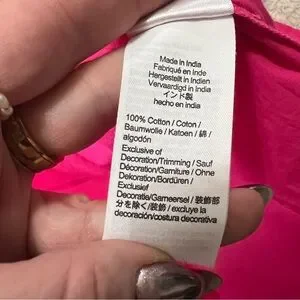 Made in India
Fabriqué en Inde
Hergestellt in Indien
Vervaardigd in India
インド製
hecho en india
100% Cotton / Coton /
Baumwolle / Katoen / 綿 /
algodón
Exclusive of
Decoration/Trimming / Sauf
Décoration/Garniture / Ohne
Dekoration/Bordüren /
Exclusief
Decoratie/Garneersel / 装飾部
分を除く/装飾 / excluye la
decoración/costura decorativa